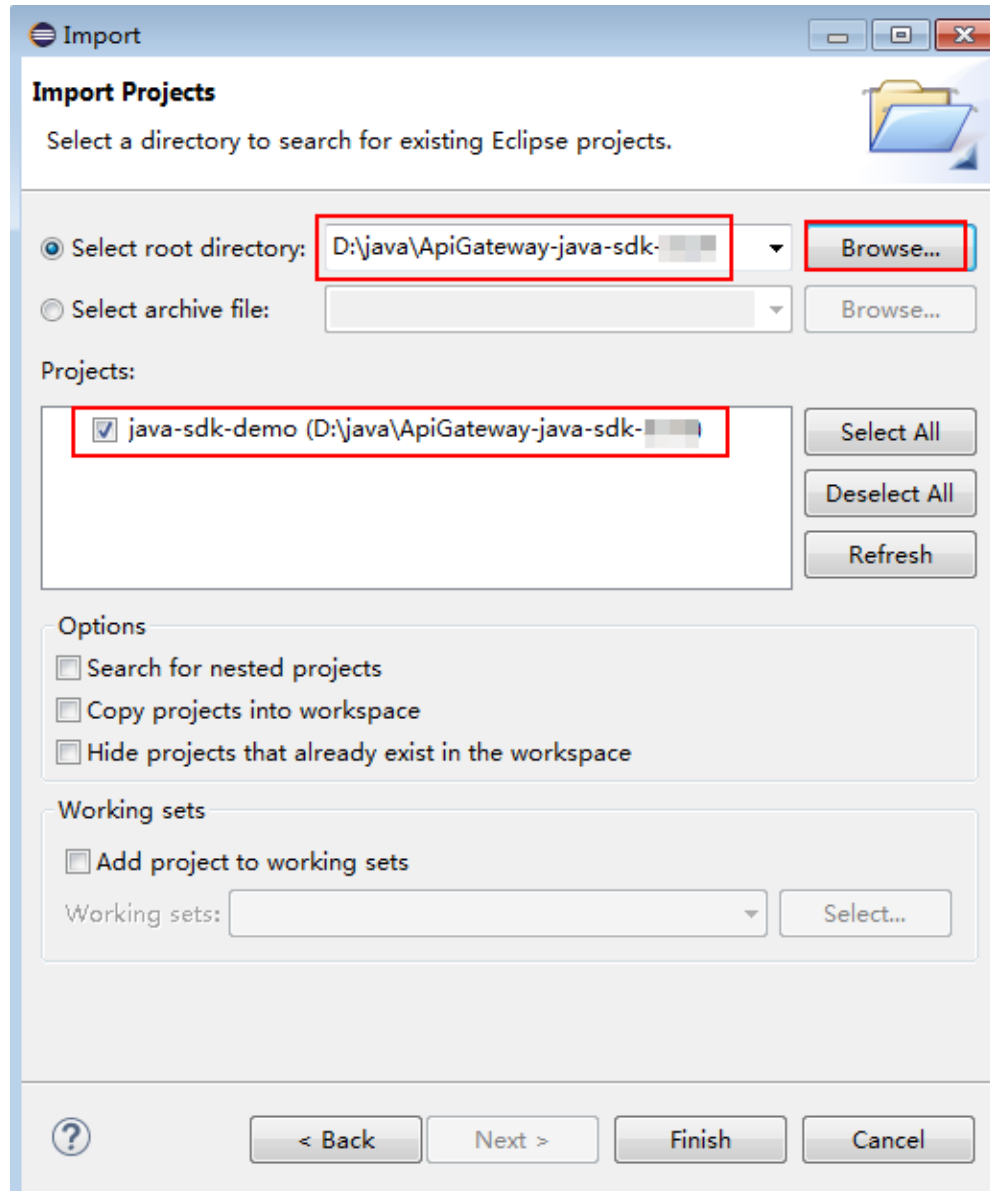 Import
Import Projects
Select a directory to search for existing Eclipse projects.
Select root directory: D:\java\ApiGateway-java-sdk- Browse...
Select archive file: Browse...
Projects:
java-sdk-demo (D:\java\ApiGateway-java-sdk- )
Select All
Deselect All
Refresh
Options
Search for nested projects
Copy projects into workspace
Hide projects that already exist in the workspace
Working sets
Add project to working sets
Working sets: Select...
? < Back Next > Finish Cancel